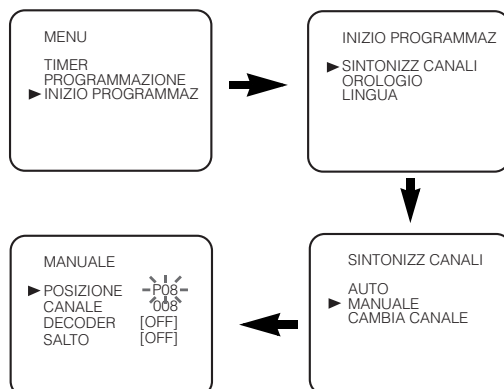 MENU
TIMER
PROGRAMMAZIONE
INIZIO PROGRAMMAZ
INIZIO PROGRAMMAZ
SINTONIZZ CANALI
OROLOGIO
LINGUA
SINTONIZZ CANALI
AUTO
MANUALE
CAMBIA CANALE
MANUALE
POSIZIONE P08
CANALE 008
DECODER [OFF]
SALTO [OFF]